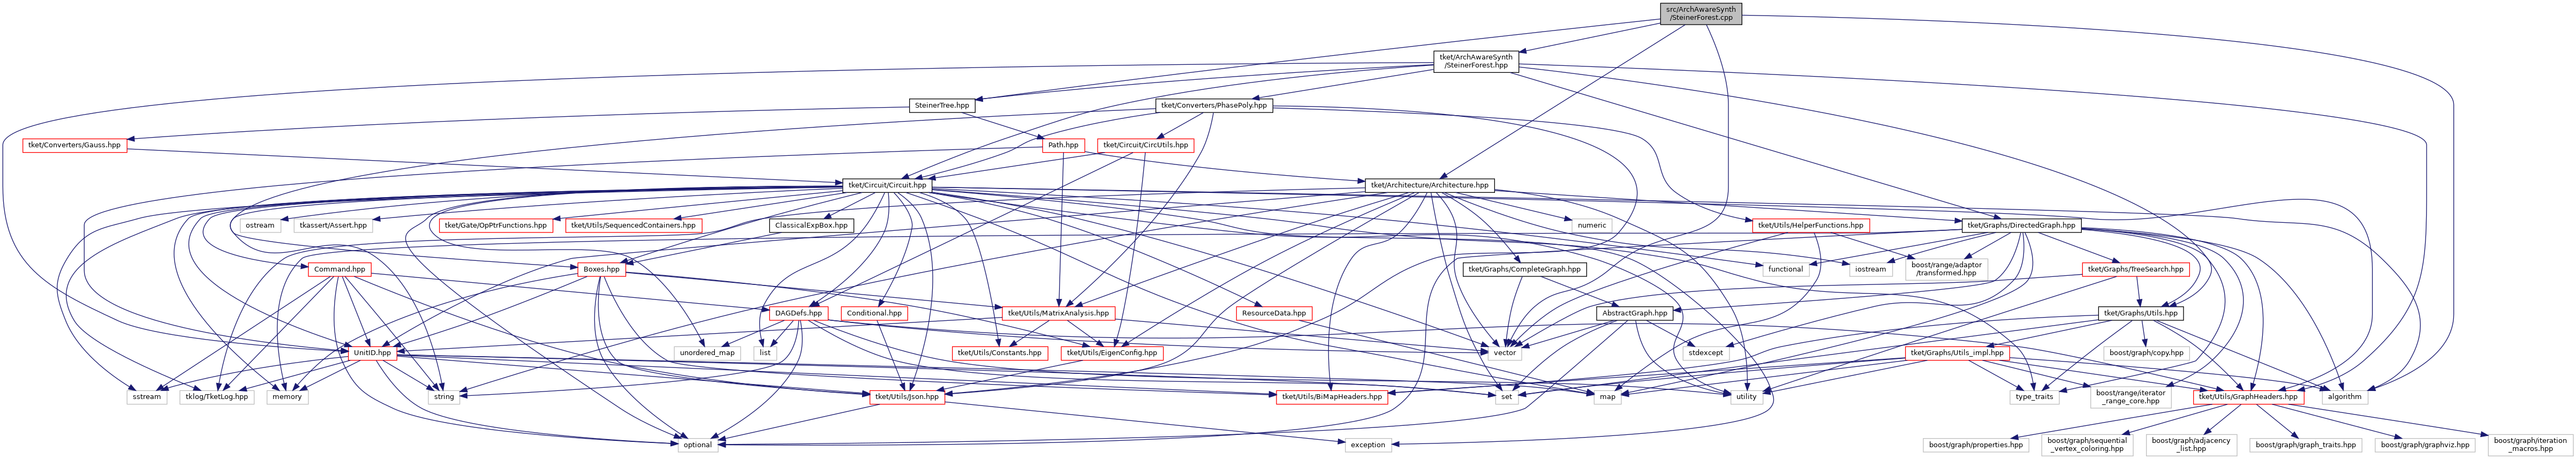 src/ArchAwareSynth
/SteinerForest.cpp
tket/ArchAwareSynth
/SteinerForest.hpp
SteinerTree.hpp
tket/Converters/PhasePoly.hpp
tket/Converters/Gauss.hpp
Path.hpp
tket/Circuit/CircUtils.hpp
tket/Circuit/Circuit.hpp
tket/Architecture/Architecture.hpp
ostream
tkassert/Assert.hpp
tket/Gate/OpPtrFunctions.hpp
tket/Utils/SequencedContainers.hpp
ClassicalExpBox.hpp
numeric
tket/Utils/HelperFunctions.hpp
tket/Graphs/DirectedGraph.hpp
Command.hpp
Boxes.hpp
tket/Graphs/CompleteGraph.hpp
functional
iostream
boost/range/adaptor
/transformed.hpp
tket/Graphs/TreeSearch.hpp
DAGDefs.hpp
Conditional.hpp
tket/Utils/MatrixAnalysis.hpp
ResourceData.hpp
AbstractGraph.hpp
tket/Graphs/Utils.hpp
UnitID.hpp
unordered_map
list
tket/Utils/Constants.hpp
tket/Utils/EigenConfig.hpp
vector
stdexcept
tket/Graphs/Utils_impl.hpp
boost/graph/copy.hpp
sstream
tklog/TketLog.hpp
memory
string
tket/Utils/Json.hpp
tket/Utils/BiMapHeaders.hpp
set
map
utility
type_traits
boost/range/iterator
_range_core.hpp
tket/Utils/GraphHeaders.hpp
algorithm
optional
exception
boost/graph/properties.hpp
boost/graph/sequential
_vertex_coloring.hpp
boost/graph/adjacency
_list.hpp
boost/graph/graph_traits.hpp
boost/graph/graphviz.hpp
boost/graph/iteration
_macros.hpp